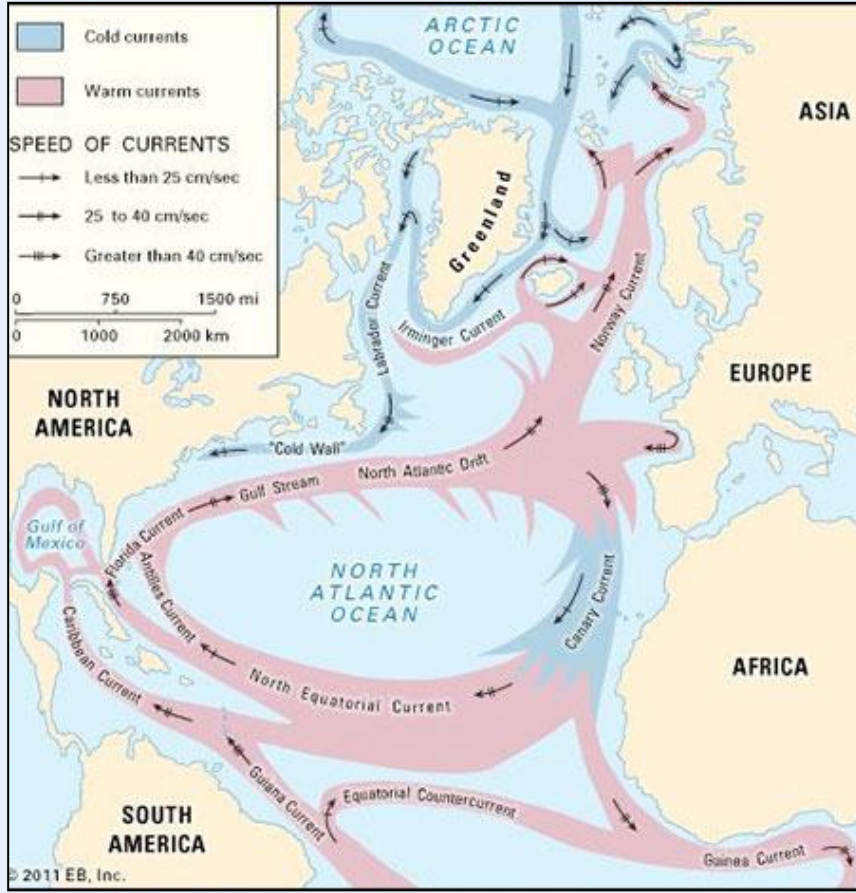 Cold currents
Warm currents
SPEED OF CURRENTS
Less than 25 cm/sec
25 to 40 cm/sec
Greater than 40 cm/sec
0 750 1500 mi
0 1000 2000 km
ARCTIC
OCEAN
ASIA
Greenland
Labrador Current
Irminger Current
Norway Current
NORTH
AMERICA
EUROPE
"Cold Wall"
North Atlantic Drift
Gulf Stream
Gulf of
Mexico
Florida Current
Antilles Current
NORTH
ATLANTIC
OCEAN
Canary Current
Caribbean Current
North Equatorial Current
AFRICA
Guiana Current
Equatorial Countercurrent
SOUTH
AMERICA
Guinea Current
© 2011 EB, Inc.